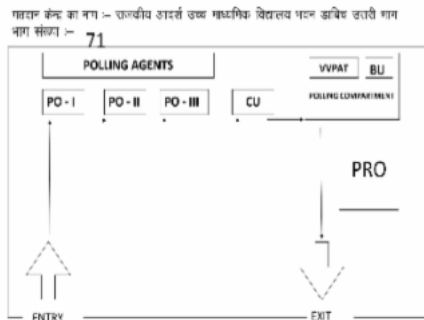 मतदान केन्द्र का नाम :– राजकीय आदर्श उच्च माध्यमिक विद्यालय भवन डाबिच उत्तरी भाग
भाग संख्या :–
71
POLLING AGENTS
VVPAT BU
POLLING COMPARTMENT
PO - I PO - II PO - III CU
PRO
ENTRY EXIT